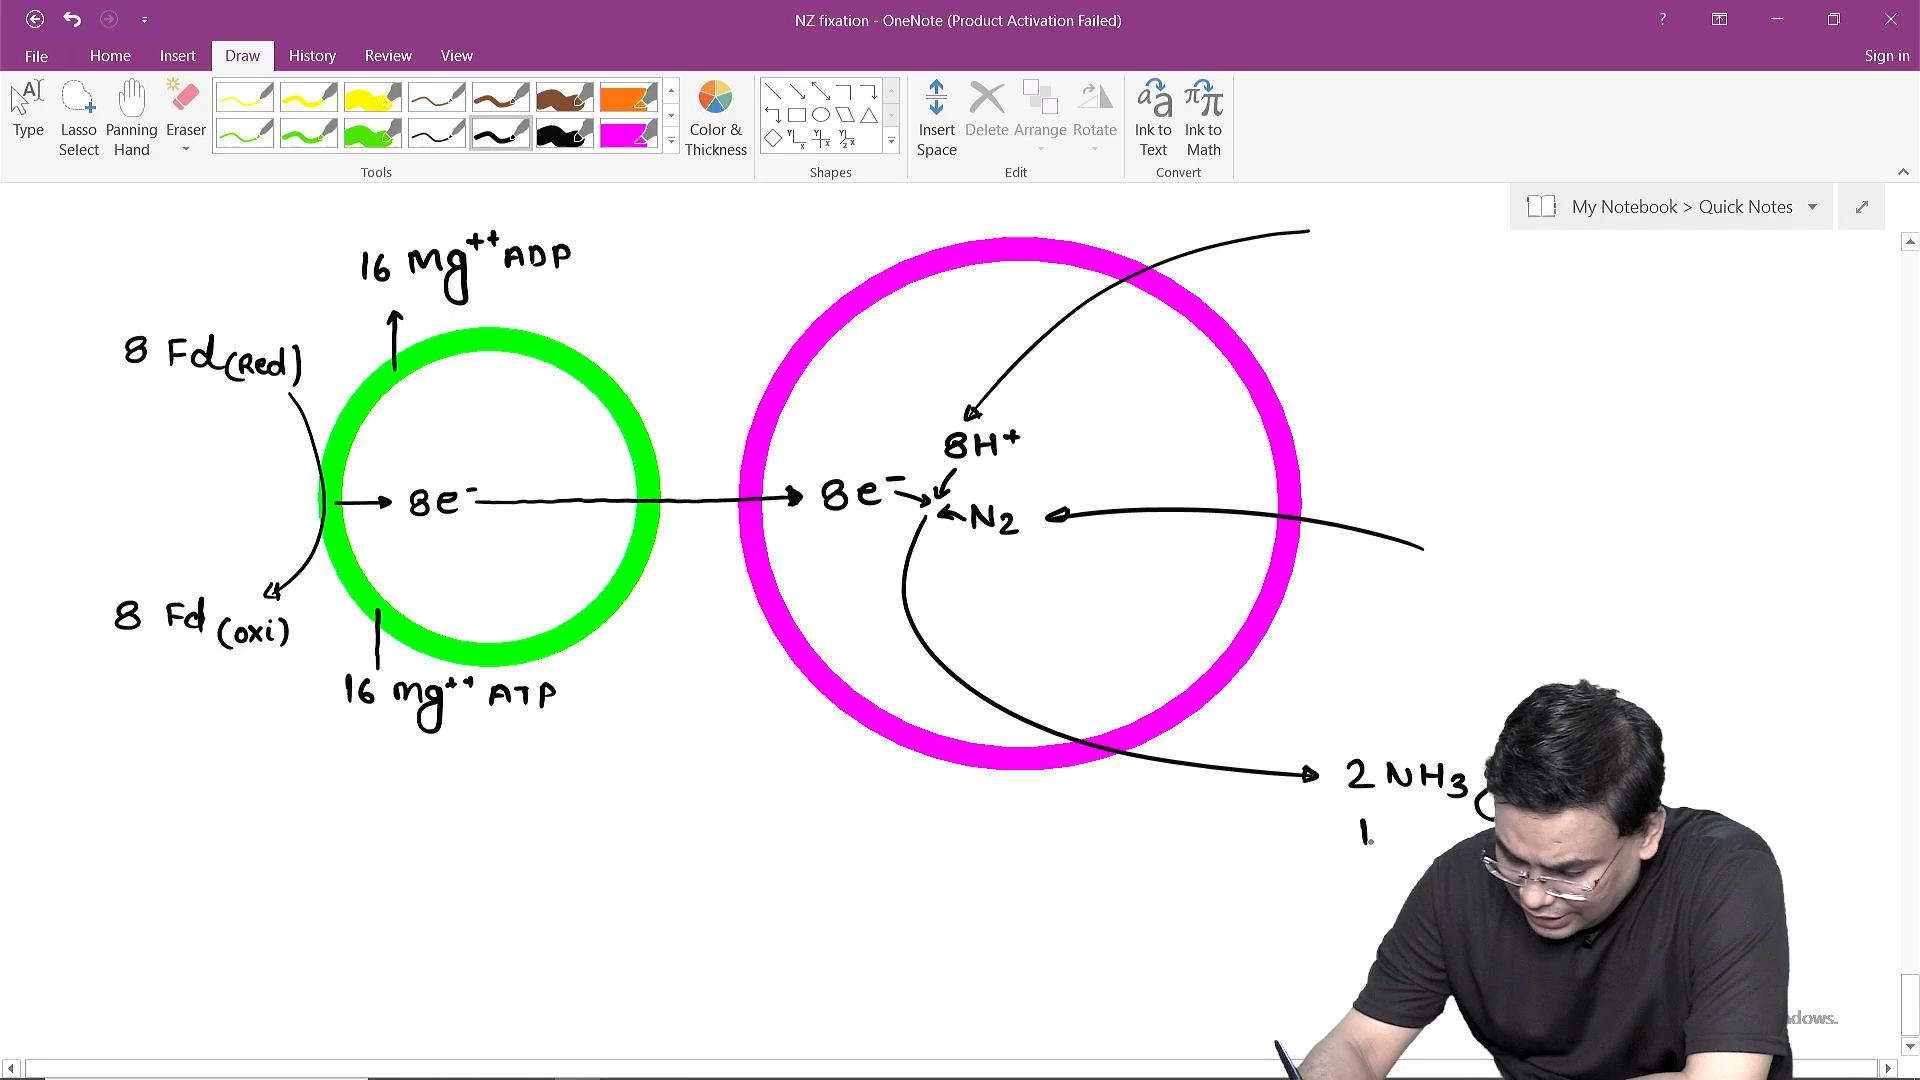 NZ fixation - OneNote (Product Activation Failed)
?
File Home Insert Draw History Review View
Sign in
Type
Lasso Select
Panning Hand
Eraser
Color & Thickness
Insert Space
Delete
Arrange
Rotate
Ink to Text
Ink to Math
Tools
Shapes
Edit
Convert
My Notebook > Quick Notes
16 Mg++ ADP
8 Fd(Red)
8H+
8e-
8e-
N2
8 Fd(oxi)
16 mg++ ATP
2 NH3
ndows.